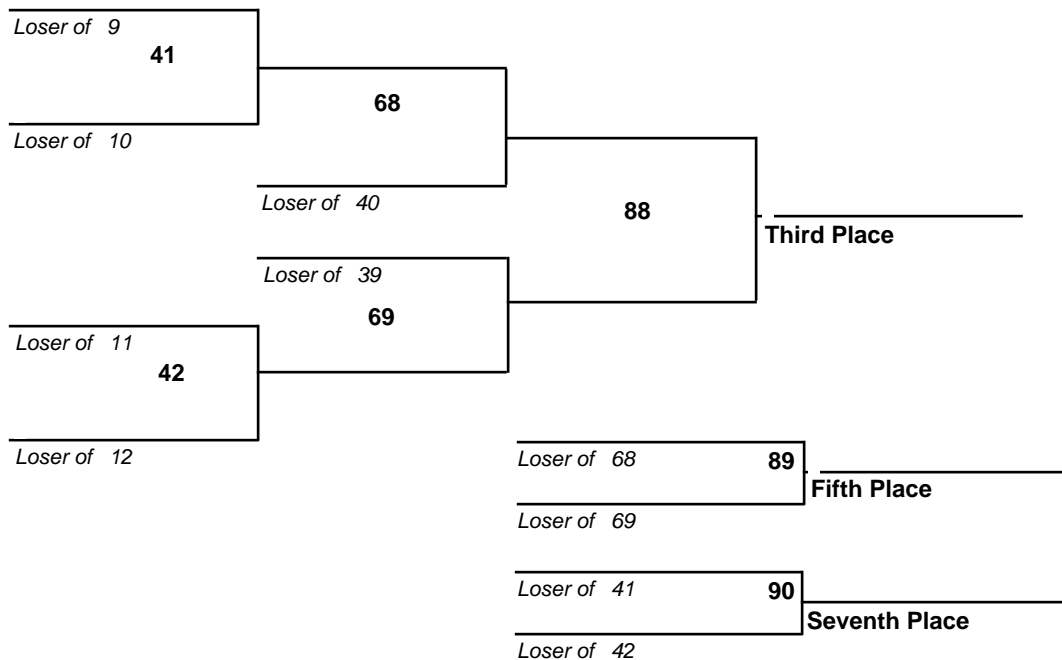 Loser of 9
41
68
Loser of 10
Loser of 40
88
Third Place
Loser of 39
69
Loser of 11
42
Loser of 12
Loser of 68
89
Fifth Place
Loser of 69
Loser of 41
90
Seventh Place
Loser of 42